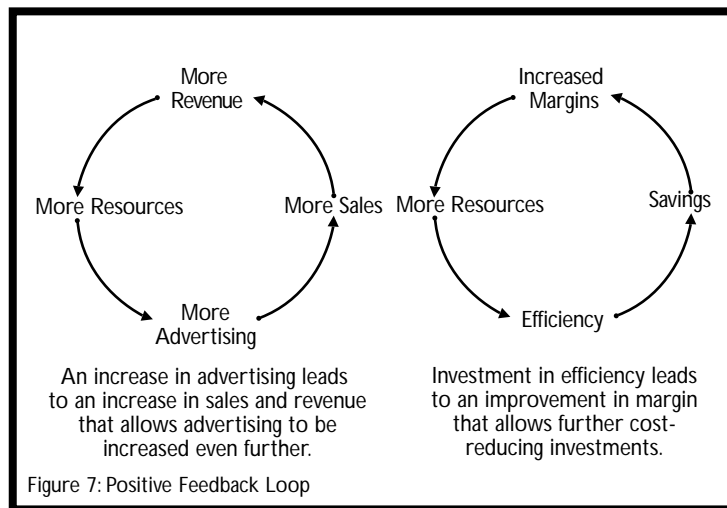 More
Revenue
More Resources
More Sales
More
Advertising
An increase in advertising leads
to an increase in sales and revenue
that allows advertising to be
increased even further.
Increased
Margins
More Resources
Savings
Efficiency
Investment in efficiency leads
to an improvement in margin
that allows further cost-
reducing investments.
Figure 7: Positive Feedback Loop